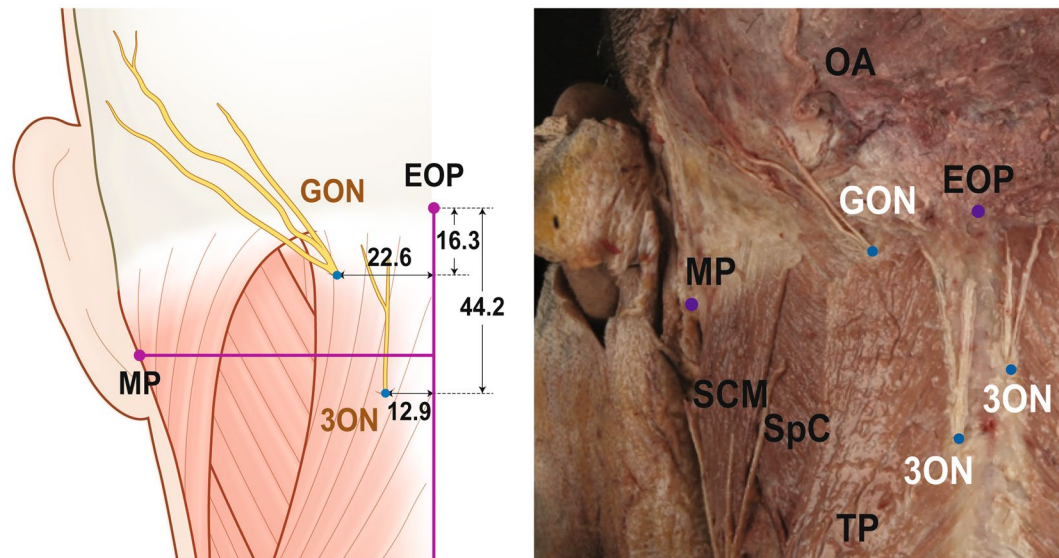 EOP
GON
16.3
22.6
44.2
MP
12.9
3ON
OA
EOP
GON
MP
SCM
3ON
SpC
3ON
TP